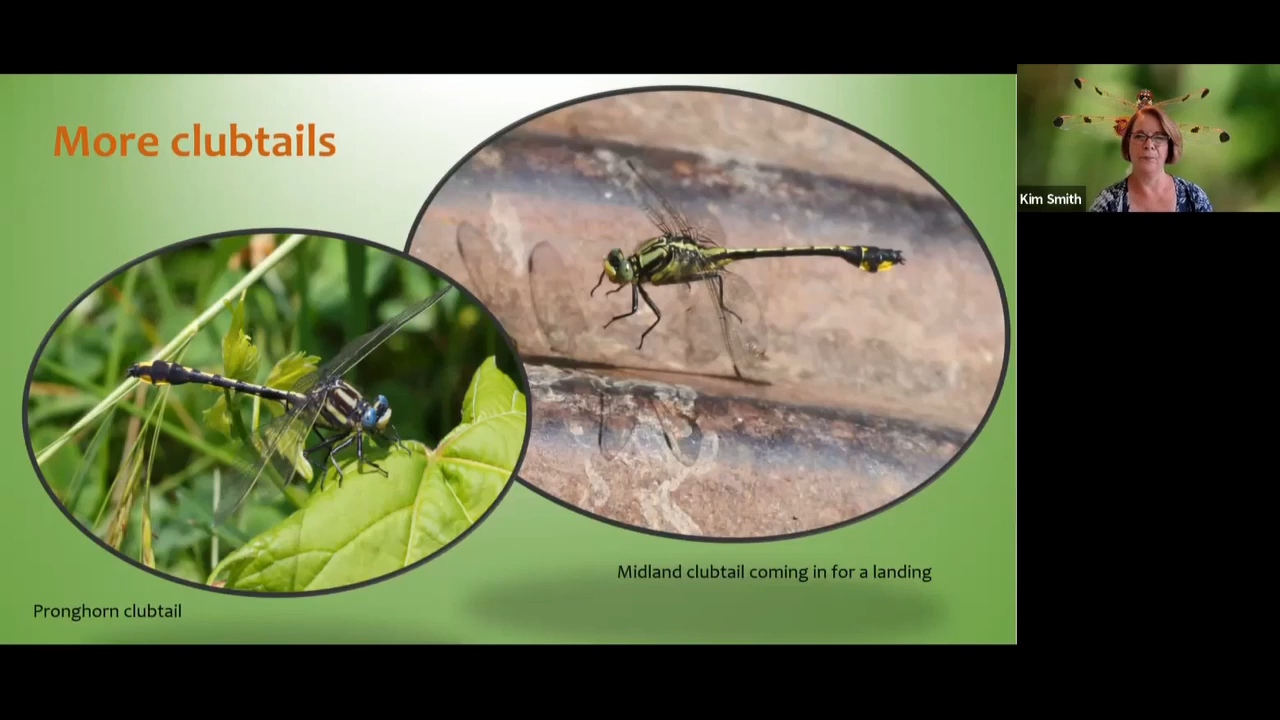 More clubtails
Kim Smith
Midland clubtail coming in for a landing
Pronghorn clubtail